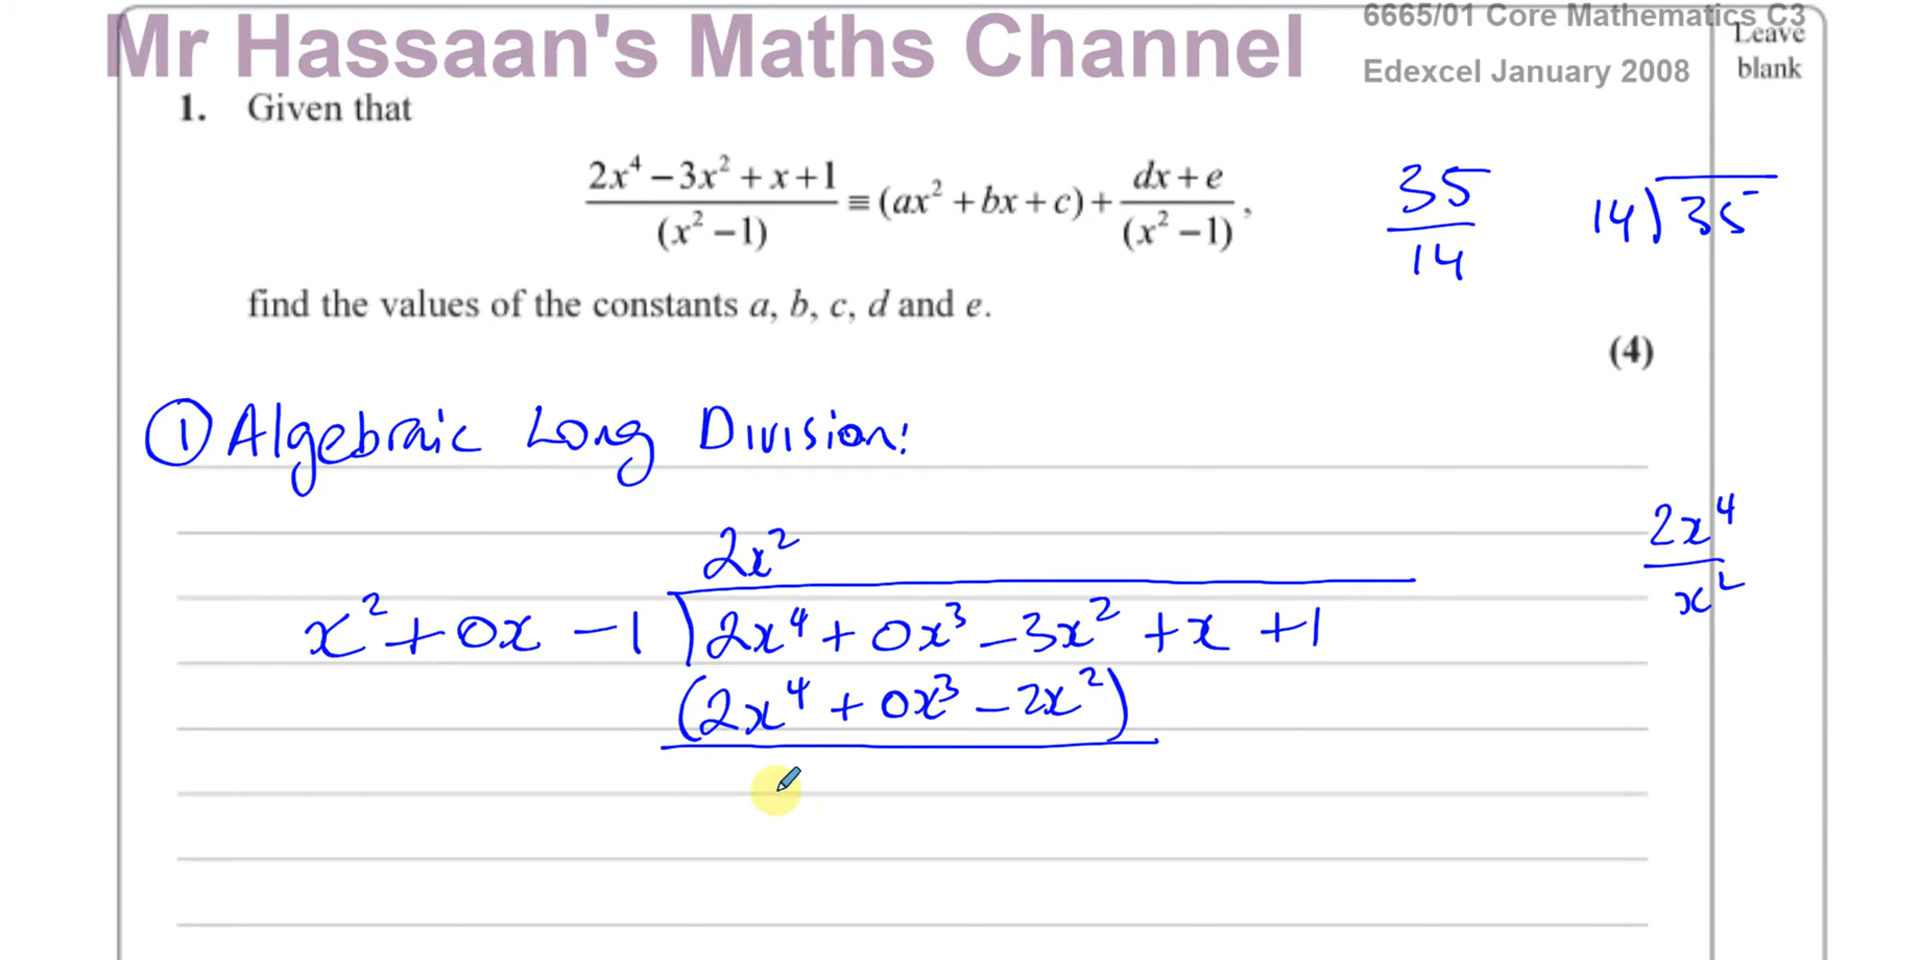 Mr Hassaan's Maths Channel
6665/01 Core Mathematics C3
Edexcel January 2008
Leave
blank
1. Given that
(2x⁴ − 3x² + x + 1)/(x² − 1) ≡ (ax² + bx + c) + (dx + e)/(x² − 1),
35/14
14)35
find the values of the constants a, b, c, d and e.
(4)
① Algebraic Long Division:
2x⁴/x²
2x²
x² + 0x − 1)2x⁴ + 0x³ − 3x² + x + 1
(2x⁴ + 0x³ − 2x²)